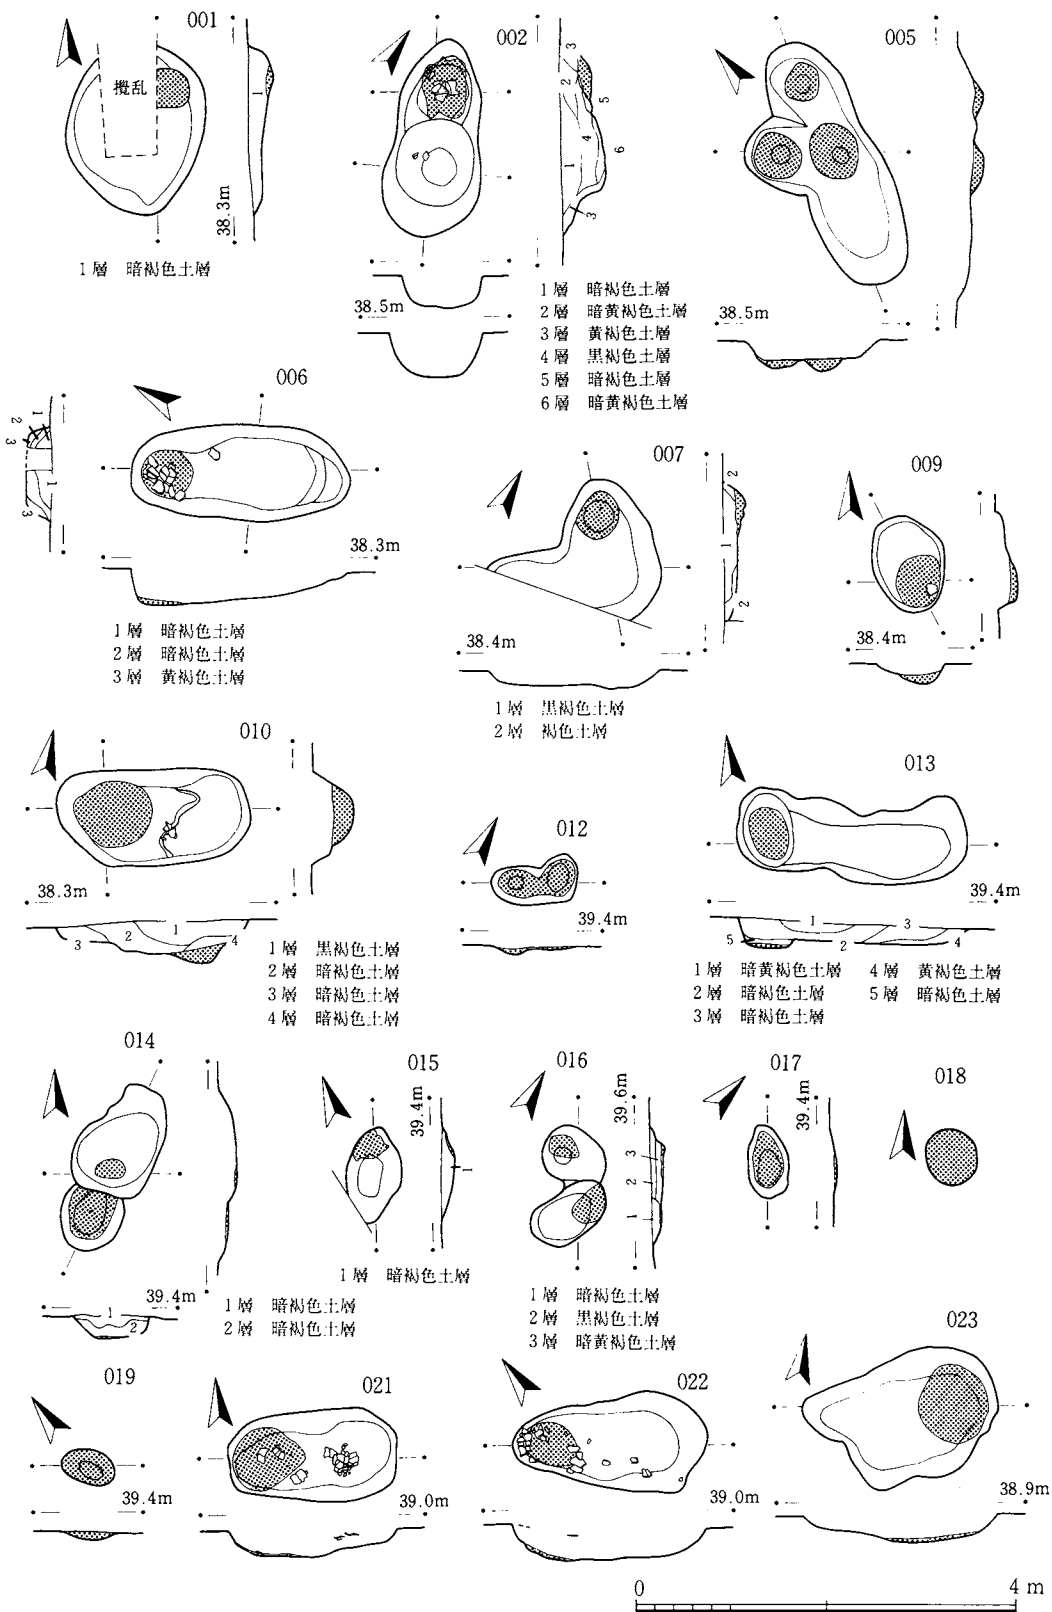 001
攪乱
38.3m
1層 暗褐色土層
002
3
2
5
4
1
6
3
38.5m
1層 暗褐色土層
2層 暗黄褐色土層
3層 黄褐色土層
4層 黒褐色土層
5層 暗褐色土層
6層 暗黄褐色土層
005
38.5m
006
1
2
3
1
3
38.3m
1層 暗褐色土層
2層 暗褐色土層
3層 黄褐色土層
007
2
1
2
38.4m
1層 黒褐色土層
2層 褐色土層
009
38.4m
010
38.3m
3 2 1 4
1層 黒褐色土層
2層 暗褐色土層
3層 暗褐色土層
4層 暗褐色土層
012
39.4m
013
39.4m
5 1 2 3 4
1層 暗黄褐色土層 4層 黄褐色土層
2層 暗褐色土層 5層 暗褐色土層
3層 暗褐色土層
014
39.4m
1
2
1層 暗褐色土層
2層 暗褐色土層
015
39.4m
1
1層 暗褐色土層
016
39.6m
3
2
1
1層 暗褐色土層
2層 黒褐色土層
3層 暗黄褐色土層
017
39.4m
018
019
39.4m
021
39.0m
022
39.0m
023
38.9m
0 4 m